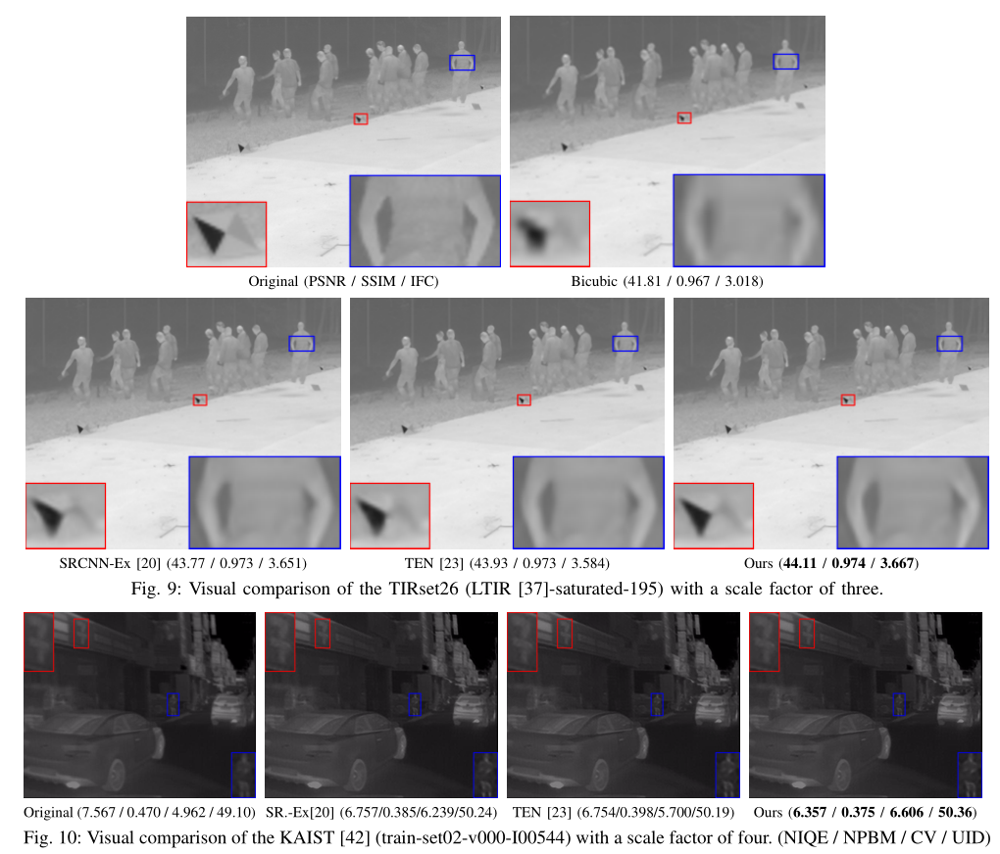 Original (PSNR / SSIM / IFC)
Bicubic (41.81 / 0.967 / 3.018)
SRCNN-Ex [20] (43.77 / 0.973 / 3.651)
TEN [23] (43.93 / 0.973 / 3.584)
Ours (44.11 / 0.974 / 3.667)
Fig. 9: Visual comparison of the TIRset26 (LTIR [37]-saturated-195) with a scale factor of three.
Original (7.567 / 0.470 / 4.962 / 49.10)
SR.-Ex[20] (6.757/0.385/6.239/50.24)
TEN [23] (6.754/0.398/5.700/50.19)
Ours (6.357 / 0.375 / 6.606 / 50.36)
Fig. 10: Visual comparison of the KAIST [42] (train-set02-v000-I00544) with a scale factor of four. (NIQE / NPBM / CV / UID)